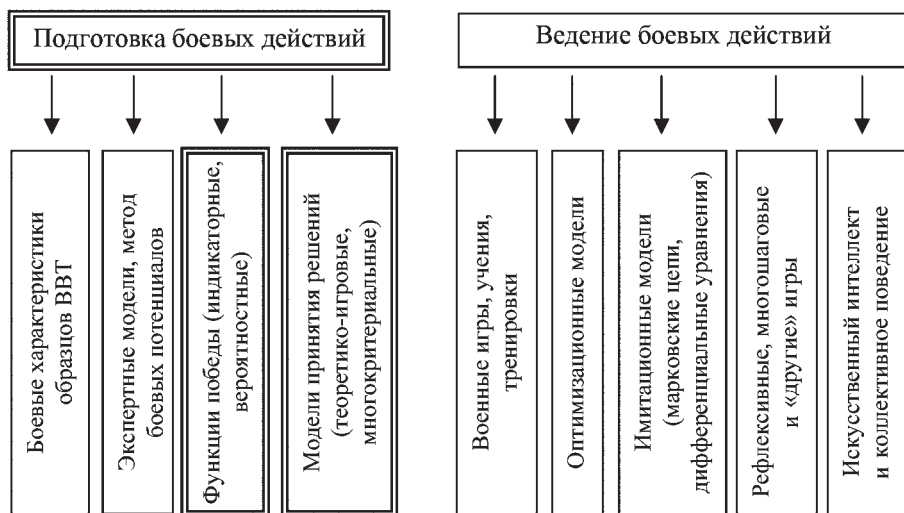 Подготовка боевых действий
Ведение боевых действий
Боевые характеристики
образцов ВВТ
Экспертные модели, метод
боевых потенциалов
Функции победы (индикаторные,
вероятностные)
Модели принятия решений
(теоретико-игровые,
многокритериальные)
Военные игры, учения,
тренировки
Оптимизационные модели
Имитационные модели
(марковские цепи,
дифференциальные уравнения)
Рефлексивные, многошаговые
и «другие» игры
Искусственный интеллект
и коллективное поведение